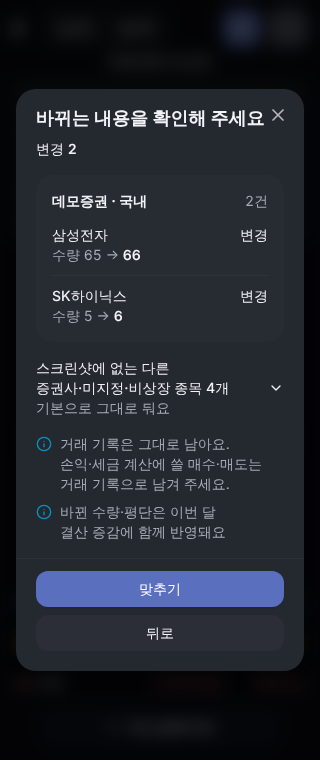 바뀌는 내용을 확인해 주세요
변경 2
데모증권 · 국내 2건
삼성전자 변경
수량 65 → 66
SK하이닉스 변경
수량 5 → 6
스크린샷에 없는 다른
증권사·미지정·비상장 종목 4개
기본으로 그대로 둬요
거래 기록은 그대로 남아요.
손익·세금 계산에 쓸 매수·매도는
거래 기록으로 남겨 주세요.
바뀐 수량·평단은 이번 달
결산 증감에 함께 반영돼요
맞추기
뒤로